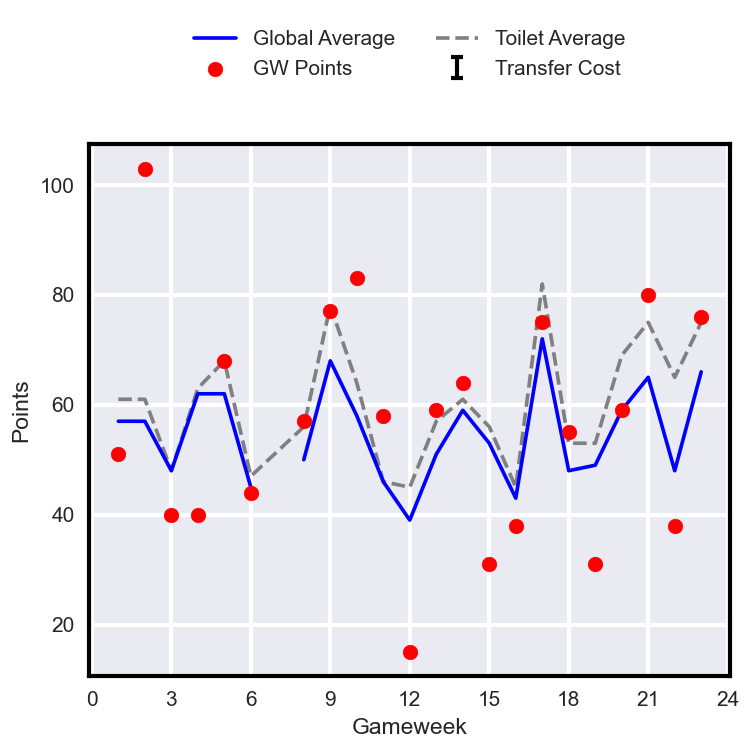 Global Average
Toilet Average
GW Points
Transfer Cost
100
80
60
40
20
Points
0 3 6 9 12 15 18 21 24
Gameweek